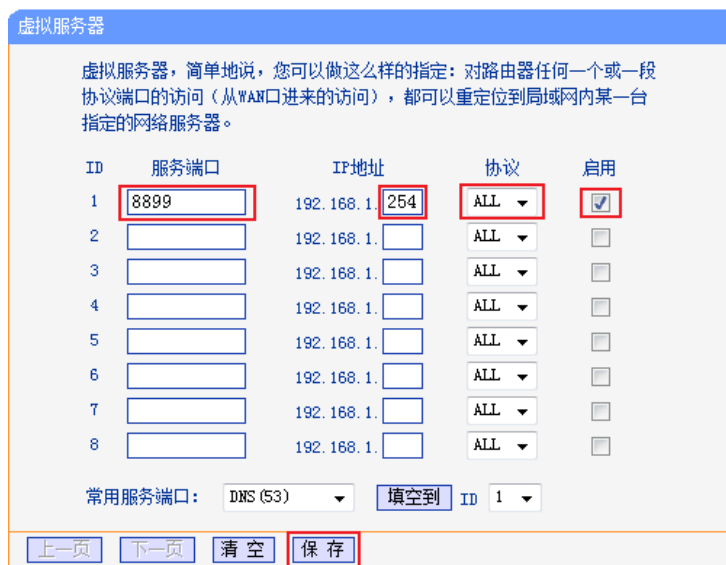 虚拟服务器
虚拟服务器，简单地说，您可以做这么样的指定：对路由器任何一个或一段
协议端口的访问（从WAN口进来的访问），都可以重定位到局域网内某一台
指定的网络服务器。
ID 服务端口 IP地址 协议 启用
1 8899 192.168.1. 254 ALL
2 192.168.1. ALL
3 192.168.1. ALL
4 192.168.1. ALL
5 192.168.1. ALL
6 192.168.1. ALL
7 192.168.1. ALL
8 192.168.1. ALL
常用服务端口： DNS(53) 填空到 ID 1
上一页 下一页 清 空 保 存